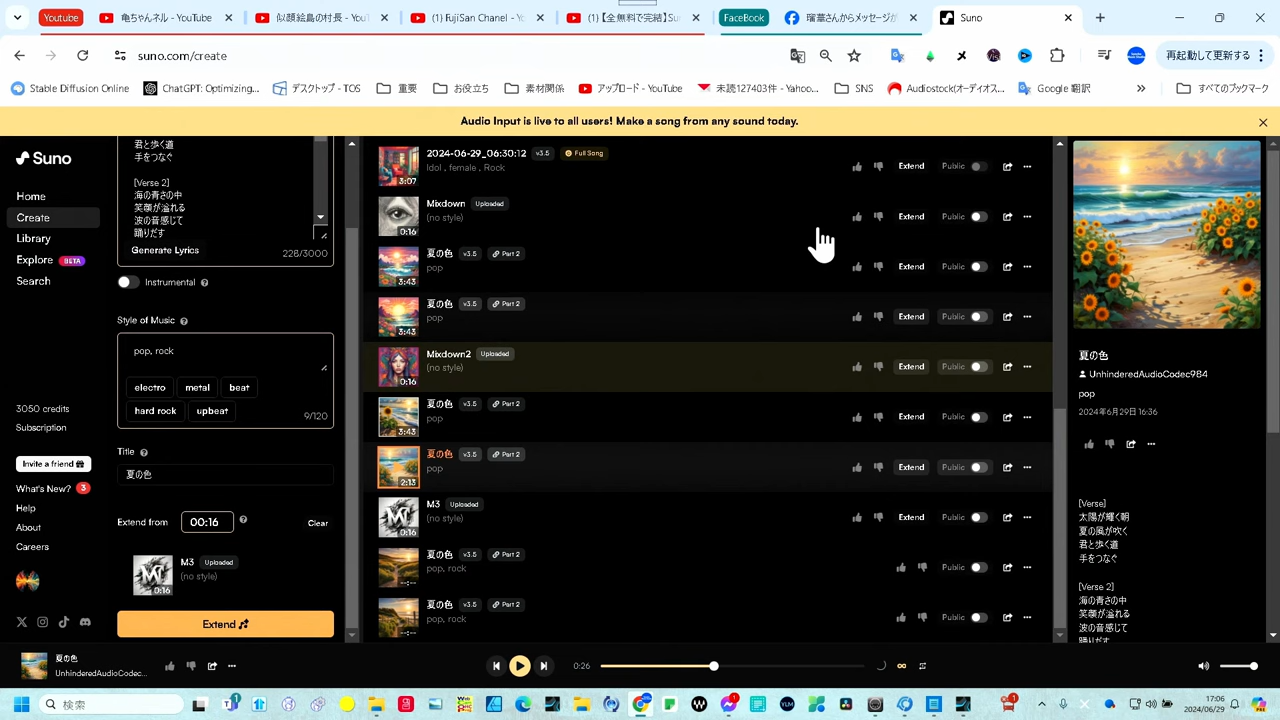 Youtube
亀ちゃんネル - YouTube
似顔絵島の村長 - YouT
(1) FujiSan Chanel - Yo
(1) 【全無料で完結】Su
FaceBook
瑠華さんからメッセージが
Suno
suno.com/create
再起動して更新する
Stable Diffusion Online
ChatGPT: Optimizing...
デスクトップ - TOS
重要
お役立ち
素材関係
アップロード - YouTube
未読127403件 - Yahoo...
SNS
Audiostock(オーディオス...
Google 翻訳
すべてのブックマーク
Audio Input is live to all users! Make a song from any sound today.
Suno
Home
Create
Library
Explore BETA
Search
3050 credits
Subscription
Invite a friend
What's New? 3
Help
About
Careers
君と歩く道
手をつなぐ
[Verse 2]
海の青さの中
笑顔が溢れる
波の音感じて
踊りだす
Generate Lyrics
228/3000
Instrumental
Style of Music
pop, rock
electro
metal
beat
hard rock
upbeat
9/120
Title
夏の色
Extend from
00:16
Clear
M3 Uploaded
(no style)
0:16
Extend
2024-06-29_06:30:12 v3.5 Full Song
Idol , female , Rock
3:07
Extend Public
Mixdown Uploaded
(no style)
0:16
Extend Public
夏の色 v3.5 Part 2
pop
3:43
Extend Public
夏の色 v3.5 Part 2
pop
3:43
Extend Public
Mixdown2 Uploaded
(no style)
0:16
Extend Public
夏の色 v3.5 Part 2
pop
3:43
Extend Public
夏の色 v3.5 Part 2
pop
2:13
Extend Public
M3 Uploaded
(no style)
0:16
Extend Public
夏の色 v3.5 Part 2
pop, rock
--:--
Public
夏の色 v3.5 Part 2
pop, rock
--:--
Public
夏の色
UnhinderedAudioCodec984
pop
2024年6月29日 16:36
[Verse]
太陽が輝く朝
夏の風が吹く
君と歩く道
手をつなぐ
[Verse 2]
海の青さの中
笑顔が溢れる
波の音感じて
踊りだす
夏の色
UnhinderedAudioCodec...
0:26
検索
17:06
2024/06/29